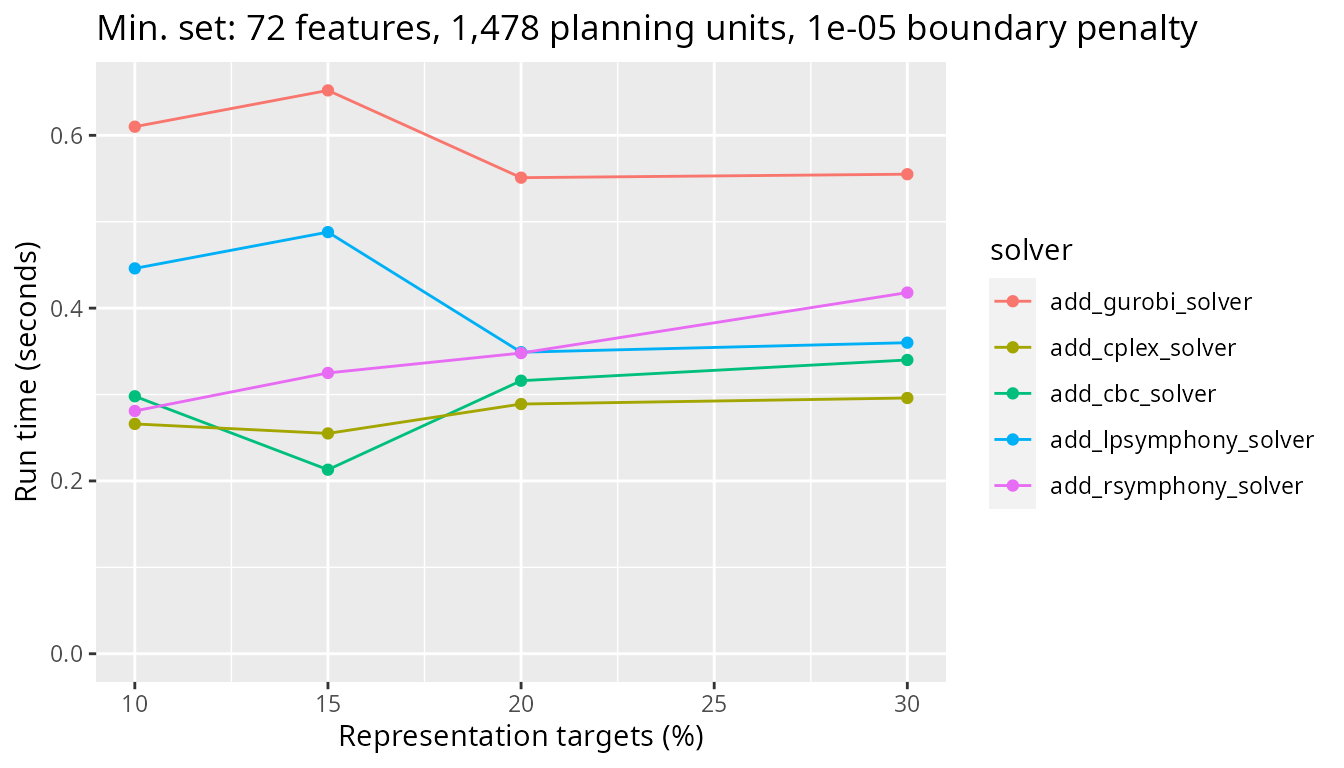 Min. set: 72 features, 1,478 planning units, 1e-05 boundary penalty
Run time (seconds)
0.6
0.4
0.2
0.0
10 15 20 25 30
Representation targets (%)
solver
add_gurobi_solver
add_cplex_solver
add_cbc_solver
add_lpsymphony_solver
add_rsymphony_solver